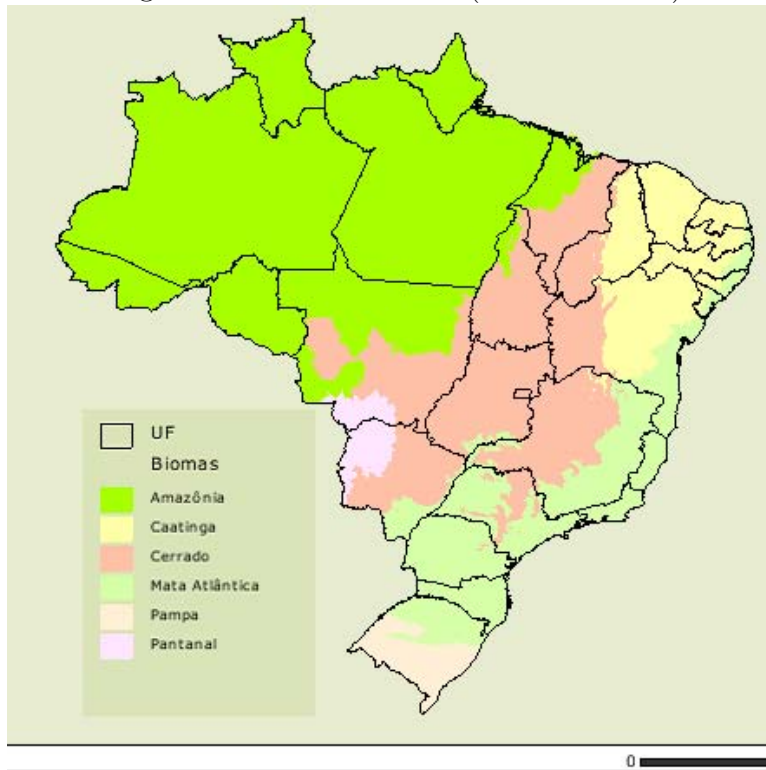 UF
Biomas
Amazônia
Caatinga
Cerrado
Mata Atlântica
Pampa
Pantanal
0